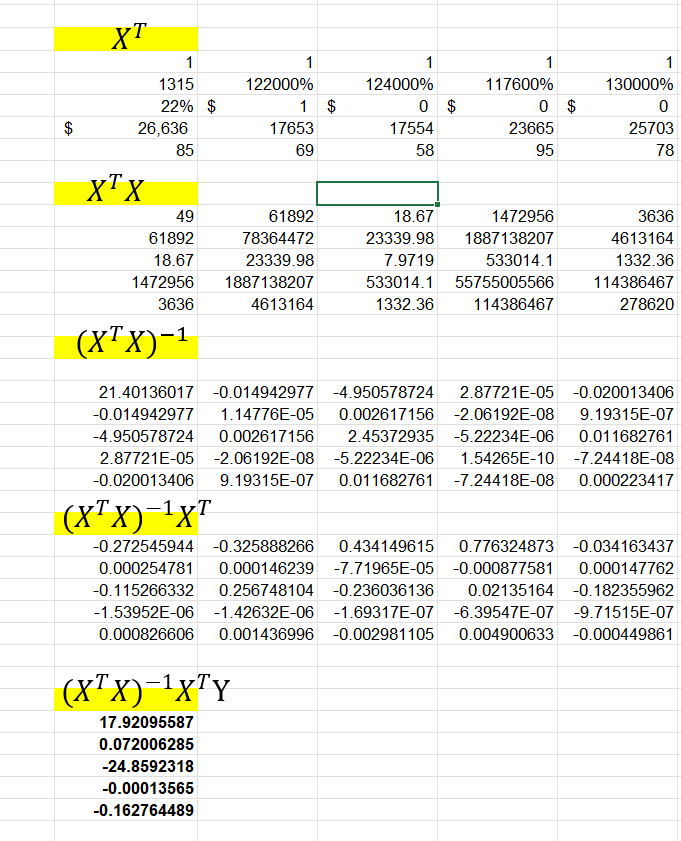 Xᵀ
1 1 1 1 1
1315 122000% 124000% 117600% 130000%
22% $ 1 $ 0 $ 0 $ 0
$ 26,636 17653 17554 23665 25703
85 69 58 95 78
XᵀX
49 61892 18.67 1472956 3636
61892 78364472 23339.98 1887138207 4613164
18.67 23339.98 7.9719 533014.1 1332.36
1472956 1887138207 533014.1 55755005566 114386467
3636 4613164 1332.36 114386467 278620
(XᵀX)⁻¹
21.40136017 -0.014942977 -4.950578724 2.87721E-05 -0.020013406
-0.014942977 1.14776E-05 0.002617156 -2.06192E-08 9.19315E-07
-4.950578724 0.002617156 2.45372935 -5.22234E-06 0.011682761
2.87721E-05 -2.06192E-08 -5.22234E-06 1.54265E-10 -7.24418E-08
-0.020013406 9.19315E-07 0.011682761 -7.24418E-08 0.000223417
(XᵀX)⁻¹Xᵀ
-0.272545944 -0.325888266 0.434149615 0.776324873 -0.034163437
0.000254781 0.000146239 -7.71965E-05 -0.000877581 0.000147762
-0.115266332 0.256748104 -0.236036136 0.02135164 -0.182355962
-1.53952E-06 -1.42632E-06 -1.69317E-07 -6.39547E-07 -9.71515E-07
0.000826606 0.001436996 -0.002981105 0.004900633 -0.000449861
(XᵀX)⁻¹XᵀY
17.92095587
0.072006285
-24.8592318
-0.00013565
-0.162764489